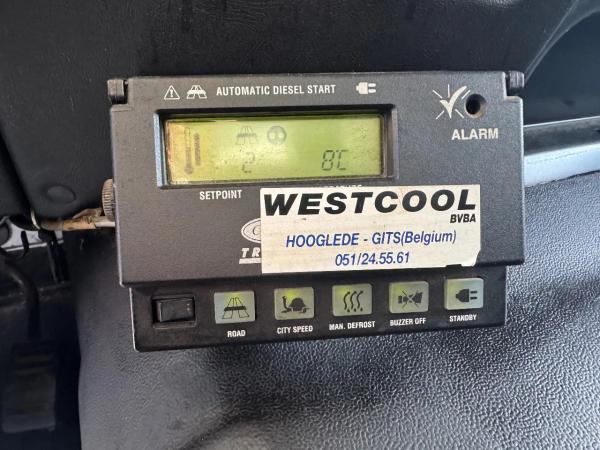 AUTOMATIC DIESEL START
ALARM
2 8°C
SETPOINT
WESTCOOL
BVBA
HOOGLEDE - GITS(Belgium)
051/24.55.61
ROAD
CITY SPEED
MAN. DEFROST
BUZZER OFF
STANDBY